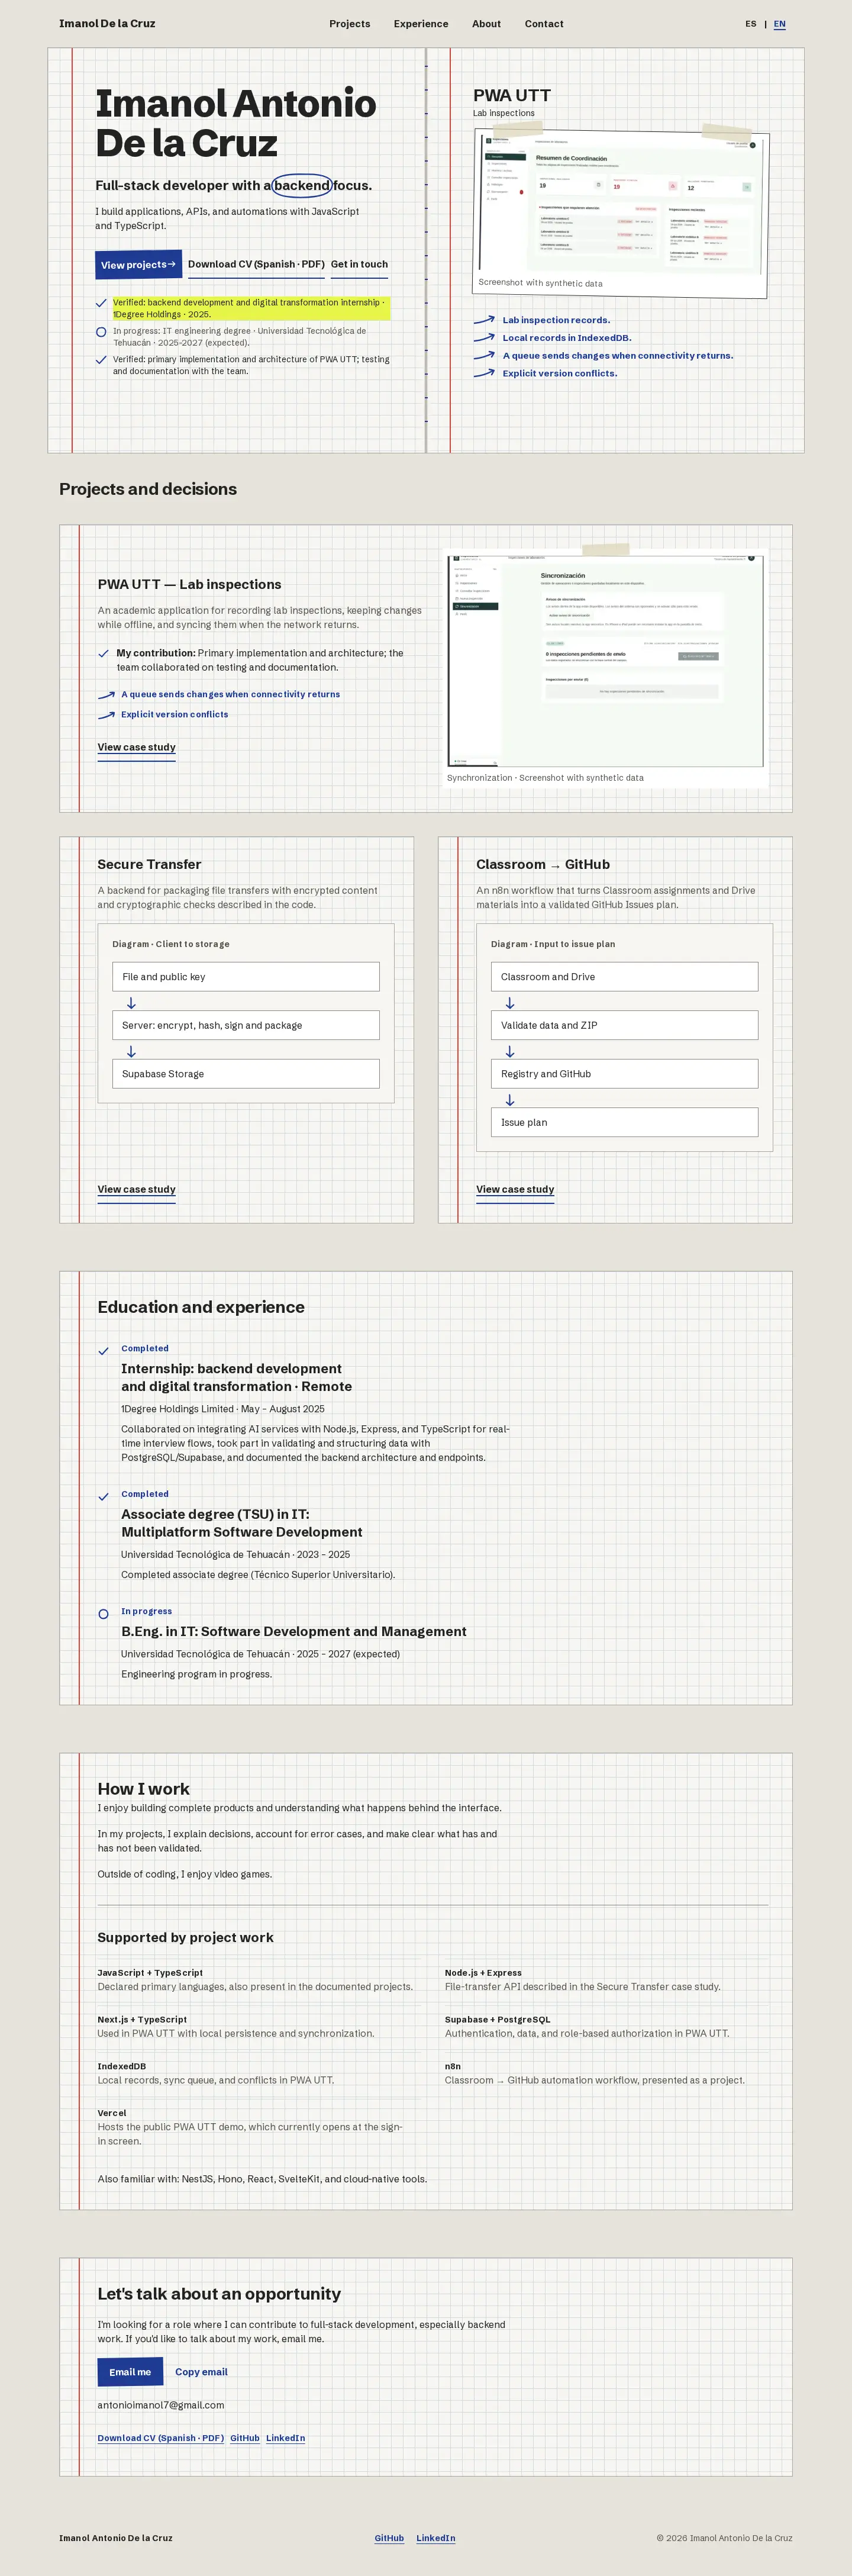 Imanol De la Cruz
Projects
Experience
About
Contact
ES | EN
Imanol Antonio
De la Cruz
Full-stack developer with a backend focus.
I build applications, APIs, and automations with JavaScript
and TypeScript.
View projects→
Download CV (Spanish · PDF)
Get in touch
Verified: backend development and digital transformation internship ·
1Degree Holdings · 2025.
In progress: IT engineering degree · Universidad Tecnológica de
Tehuacán · 2025-2027 (expected).
Verified: primary implementation and architecture of PWA UTT; testing
and documentation with the team.
PWA UTT
Lab inspections
Resumen de Coordinación
19
19
12
Screenshot with synthetic data
Lab inspection records.
Local records in IndexedDB.
A queue sends changes when connectivity returns.
Explicit version conflicts.
Projects and decisions
PWA UTT — Lab inspections
An academic application for recording lab inspections, keeping changes
while offline, and syncing them when the network returns.
My contribution: Primary implementation and architecture; the
team collaborated on testing and documentation.
A queue sends changes when connectivity returns
Explicit version conflicts
View case study
Sincronización
0 inspecciones pendientes de envío
Synchronization · Screenshot with synthetic data
Secure Transfer
A backend for packaging file transfers with encrypted content
and cryptographic checks described in the code.
Diagram · Client to storage
File and public key
↓
Server: encrypt, hash, sign and package
↓
Supabase Storage
View case study
Classroom → GitHub
An n8n workflow that turns Classroom assignments and Drive
materials into a validated GitHub Issues plan.
Diagram · Input to issue plan
Classroom and Drive
↓
Validate data and ZIP
↓
Registry and GitHub
↓
Issue plan
View case study
Education and experience
Completed
Internship: backend development
and digital transformation · Remote
1Degree Holdings Limited · May – August 2025
Collaborated on integrating AI services with Node.js, Express, and TypeScript for real-
time interview flows, took part in validating and structuring data with
PostgreSQL/Supabase, and documented the backend architecture and endpoints.
Completed
Associate degree (TSU) in IT:
Multiplatform Software Development
Universidad Tecnológica de Tehuacán · 2023 – 2025
Completed associate degree (Técnico Superior Universitario).
In progress
B.Eng. in IT: Software Development and Management
Universidad Tecnológica de Tehuacán · 2025 – 2027 (expected)
Engineering program in progress.
How I work
I enjoy building complete products and understanding what happens behind the interface.
In my projects, I explain decisions, account for error cases, and make clear what has and
has not been validated.
Outside of coding, I enjoy video games.
Supported by project work
JavaScript + TypeScript
Declared primary languages, also present in the documented projects.
Node.js + Express
File-transfer API described in the Secure Transfer case study.
Next.js + TypeScript
Used in PWA UTT with local persistence and synchronization.
Supabase + PostgreSQL
Authentication, data, and role-based authorization in PWA UTT.
IndexedDB
Local records, sync queue, and conflicts in PWA UTT.
n8n
Classroom → GitHub automation workflow, presented as a project.
Vercel
Hosts the public PWA UTT demo, which currently opens at the sign-
in screen.
Also familiar with: NestJS, Hono, React, SvelteKit, and cloud-native tools.
Let's talk about an opportunity
I'm looking for a role where I can contribute to full-stack development, especially backend
work. If you'd like to talk about my work, email me.
Email me
Copy email
antonioimanol7@gmail.com
Download CV (Spanish · PDF)
GitHub
LinkedIn
Imanol Antonio De la Cruz
GitHub
LinkedIn
© 2026 Imanol Antonio De la Cruz